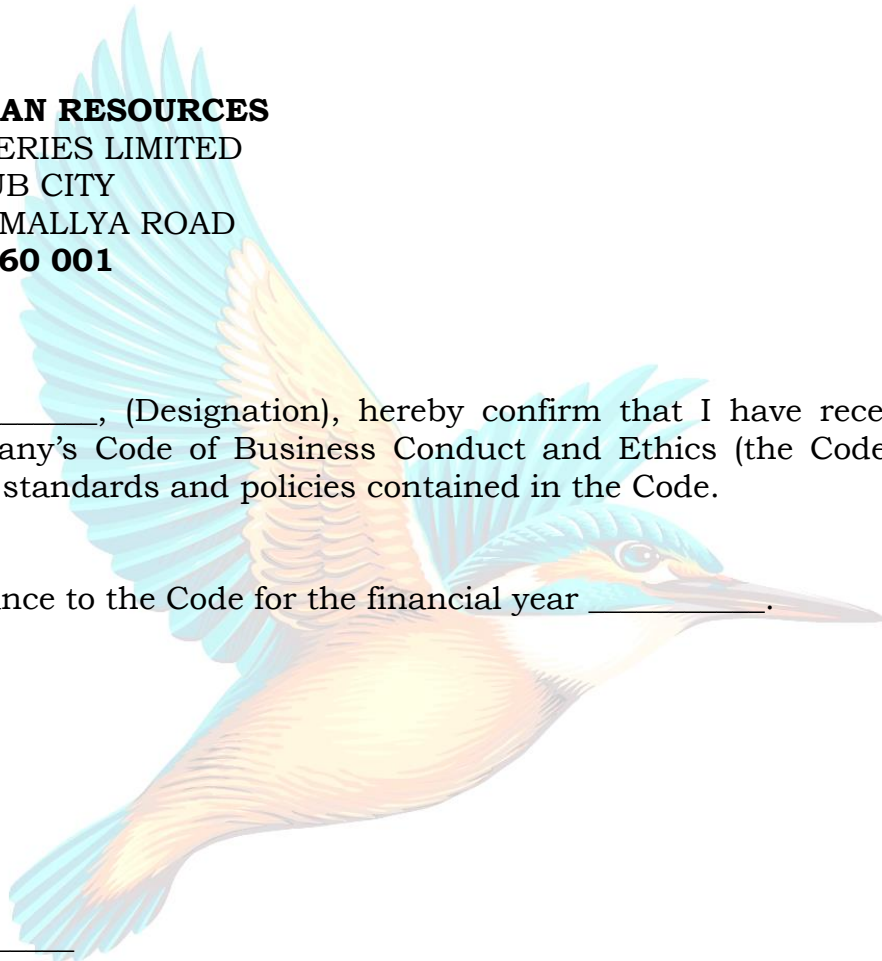 AN RESOURCES
ERIES LIMITED
UB CITY
MALLYA ROAD
60 001
______, (Designation), hereby confirm that I have rece
any’s Code of Business Conduct and Ethics (the Code
standards and policies contained in the Code.
nce to the Code for the financial year ___________.